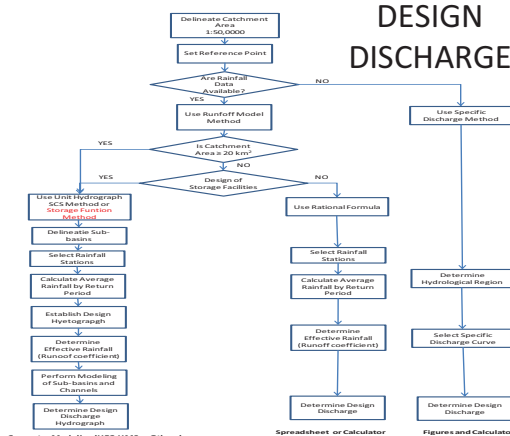 DESIGN
DISCHARGE
Delineate Catchment
Area
1:50,0000
Set Reference Point
Are Rainfall
Data
Available?
NO
YES
Use Runfoff Model
Method
Use Specific
Discharge Method
YES
Is Catchment
Area ≥ 20 km²
NO
YES
Design of
Storage Facilities
NO
Use Unit Hydrograph
SCS Method or
Storage Funtion
Method
Use Rational Formula
Delineatie Sub-
basins
Select Rainfall
Stations
Select Rainfall
Stations
Calculate Average
Rainfall by Return
Period
Calculate Average
Rainfall by Return
Period
Determine
Hydrological Region
Establish Design
Hyetograpgh
Determine
Effective Rainfall
(Runoof coefficient)
Determine
Effective Rainfall
(Runoff coefficient)
Select Specific
Discharge Curve
Perform Modeling
of Sub-basins and
Channels
Determine Design
Discharge
Hydrograph
Determine Design
Discharge
Determine Design
Discharge
Spreadsheet or Calculator
Figures and Calculato